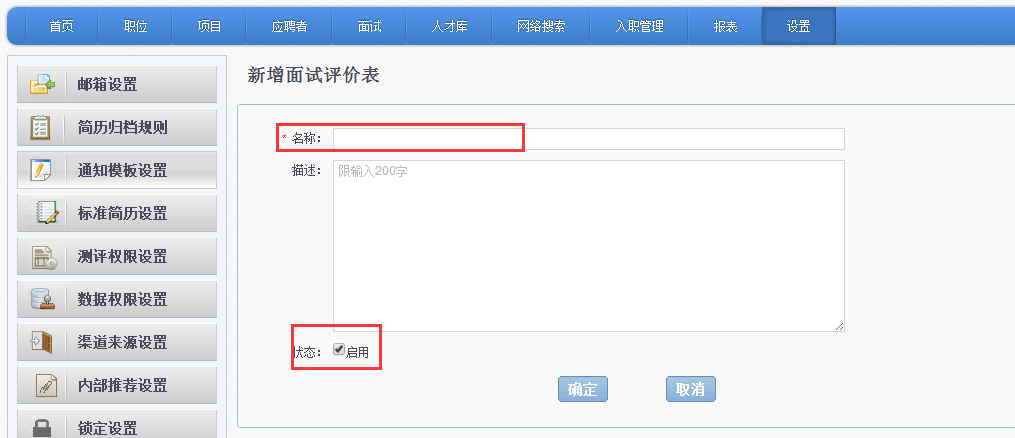 首页 职位 项目 应聘者 面试 人才库 网络搜索 入职管理 报表 设置
邮箱设置
简历归档规则
通知模板设置
标准简历设置
测评权限设置
数据权限设置
渠道来源设置
内部推荐设置
锁定设置
新增面试评价表
* 名称：
描述： 限输入200字
状态： 启用
确定 取消